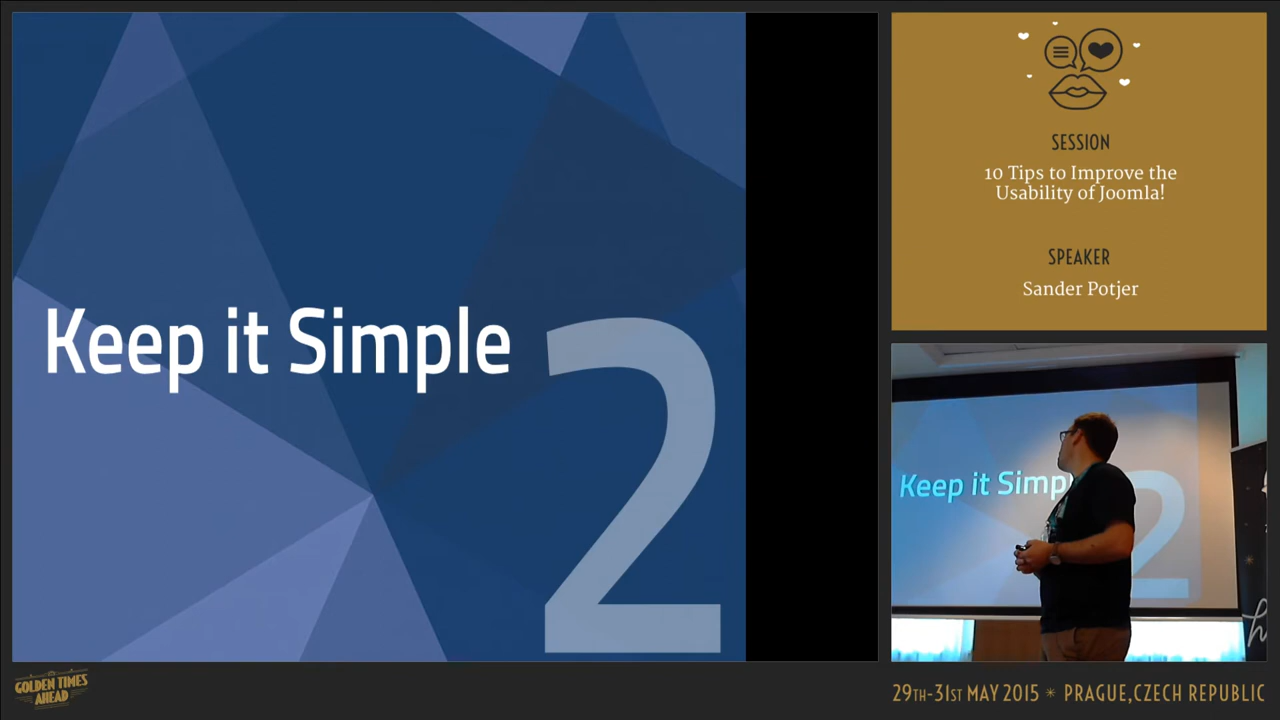 Keep it Simple
2
SESSION
10 Tips to Improve the
Usability of Joomla!
SPEAKER
Sander Potjer
Keep it Simp
2
h
GOLDEN TIMES
AHEAD
29TH-31ST MAY 2015 * PRAGUE,CZECH REPUBLIC